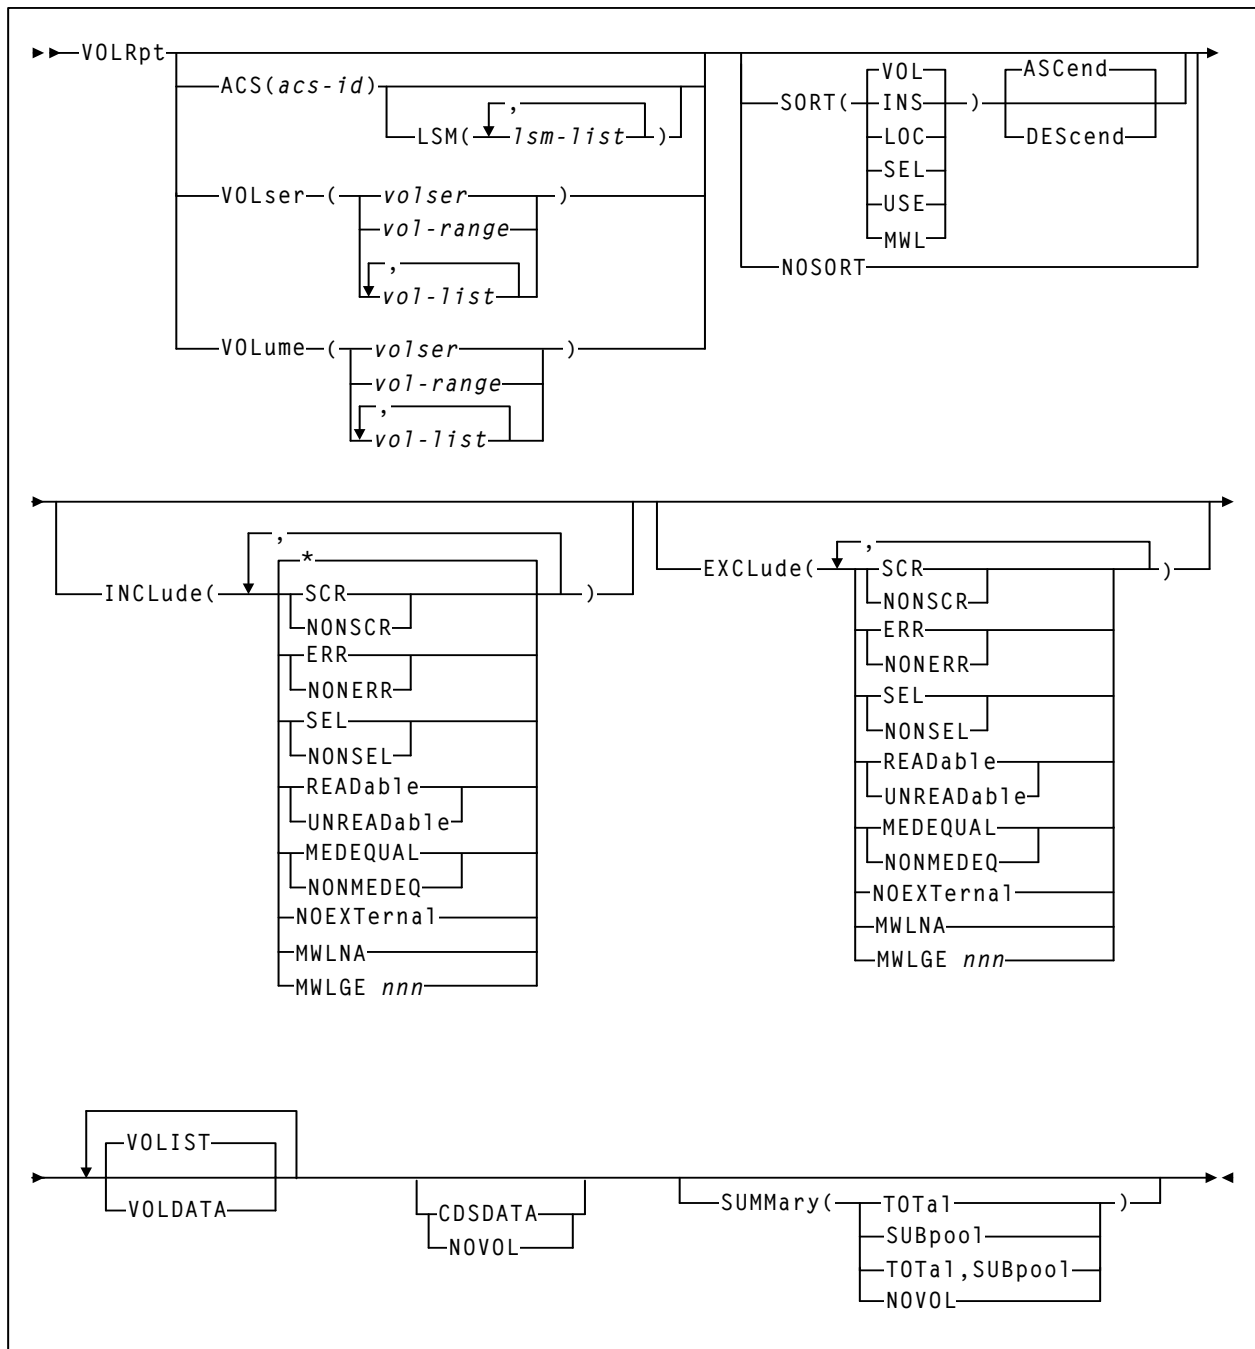 VOLRpt
ACS(acs-id)
,
LSM( lsm-list )
VOLser ( volser )
vol-range
,
vol-list
VOLume ( volser )
vol-range
,
vol-list
SORT( VOL ) ASCend
INS
LOC DEScend
SEL
USE
MWL
NOSORT
INCLude( , )
*
SCR
NONSCR
ERR
NONERR
SEL
NONSEL
READable
UNREADable
MEDEQUAL
NONMEDEQ
NOEXTernal
MWLNA
MWLGE nnn
EXCLude( , )
SCR
NONSCR
ERR
NONERR
SEL
NONSEL
READable
UNREADable
MEDEQUAL
NONMEDEQ
NOEXTernal
MWLNA
MWLGE nnn
VOLIST
VOLDATA
CDSDATA
NOVOL
SUMMary( TOTal )
SUBpool
TOTal,SUBpool
NOVOL